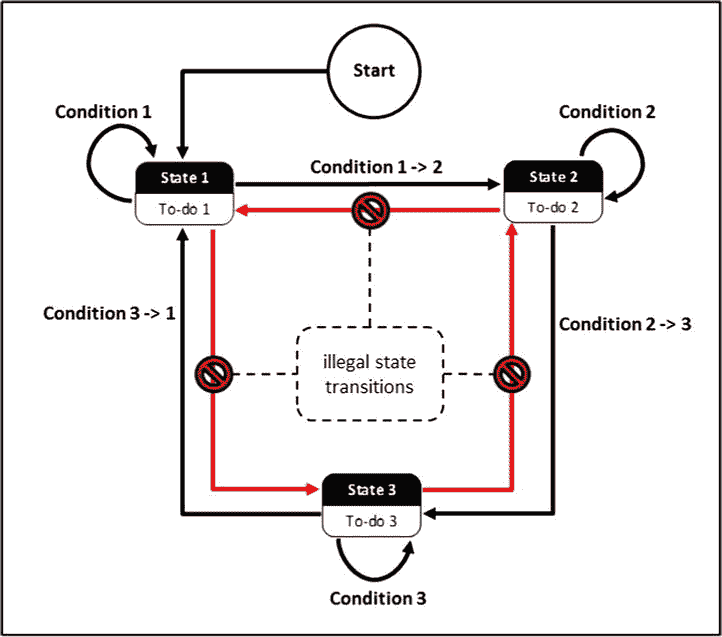 Start
Condition 1
Condition 2
State 1
To-do 1
Condition 1 -> 2
State 2
To-do 2
Condition 3 -> 1
Condition 2 -> 3
illegal state
transitions
State 3
To-do 3
Condition 3